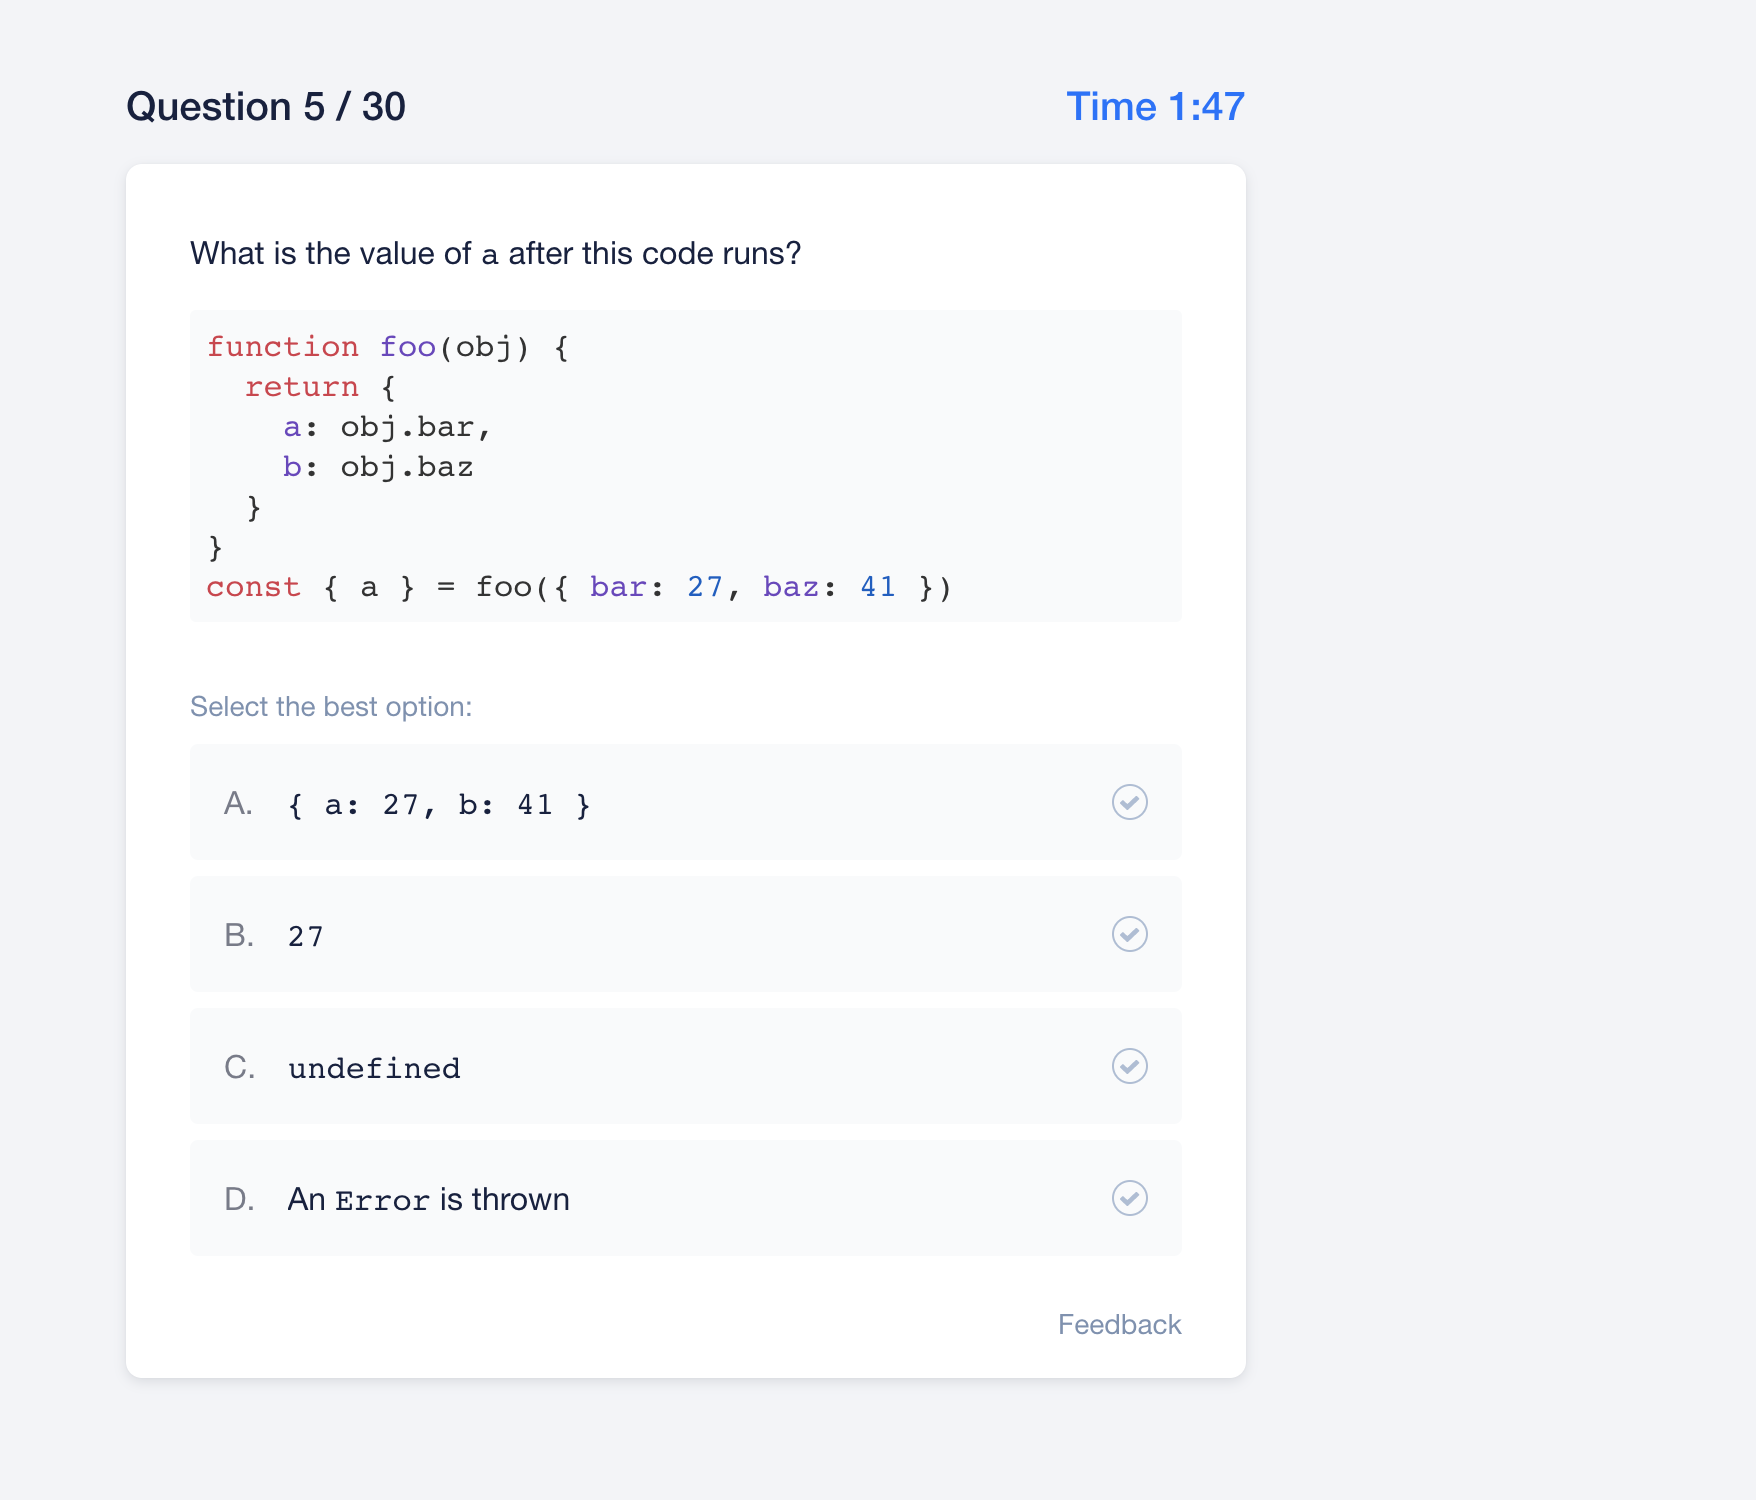 Question 5 / 30
Time 1:47
What is the value of a after this code runs?
function foo(obj) {
  return {
    a: obj.bar,
    b: obj.baz
  }
}
const { a } = foo({ bar: 27, baz: 41 })
Select the best option:
A. { a: 27, b: 41 }
B. 27
C. undefined
D. An Error is thrown
Feedback